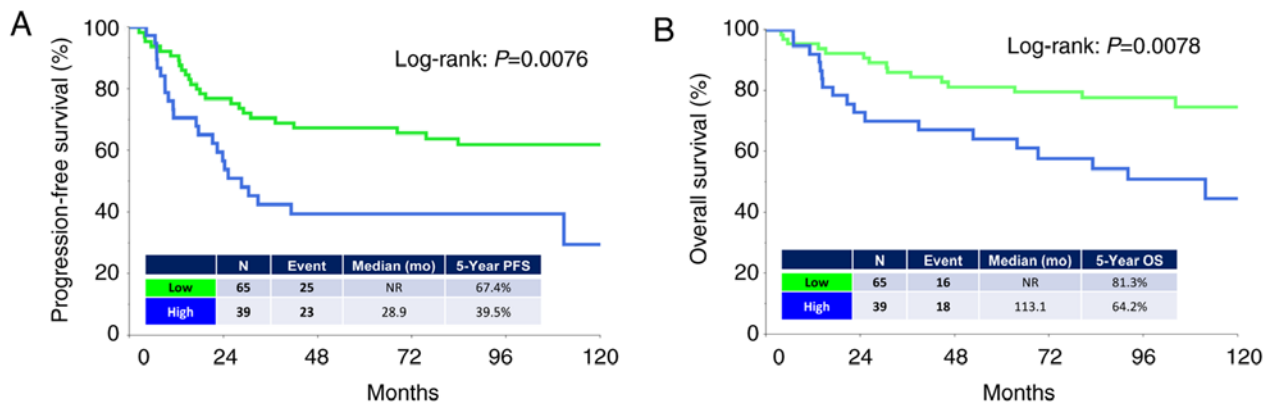 A
Progression-free survival (%)
100
80
60
40
20
0
Log-rank: P=0.0076
N Event Median (mo) 5-Year PFS
Low 65 25 NR 67.4%
High 39 23 28.9 39.5%
0 24 48 72 96 120
Months
B
Overall survival (%)
100
80
60
40
20
0
Log-rank: P=0.0078
N Event Median (mo) 5-Year OS
Low 65 16 NR 81.3%
High 39 18 113.1 64.2%
0 24 48 72 96 120
Months